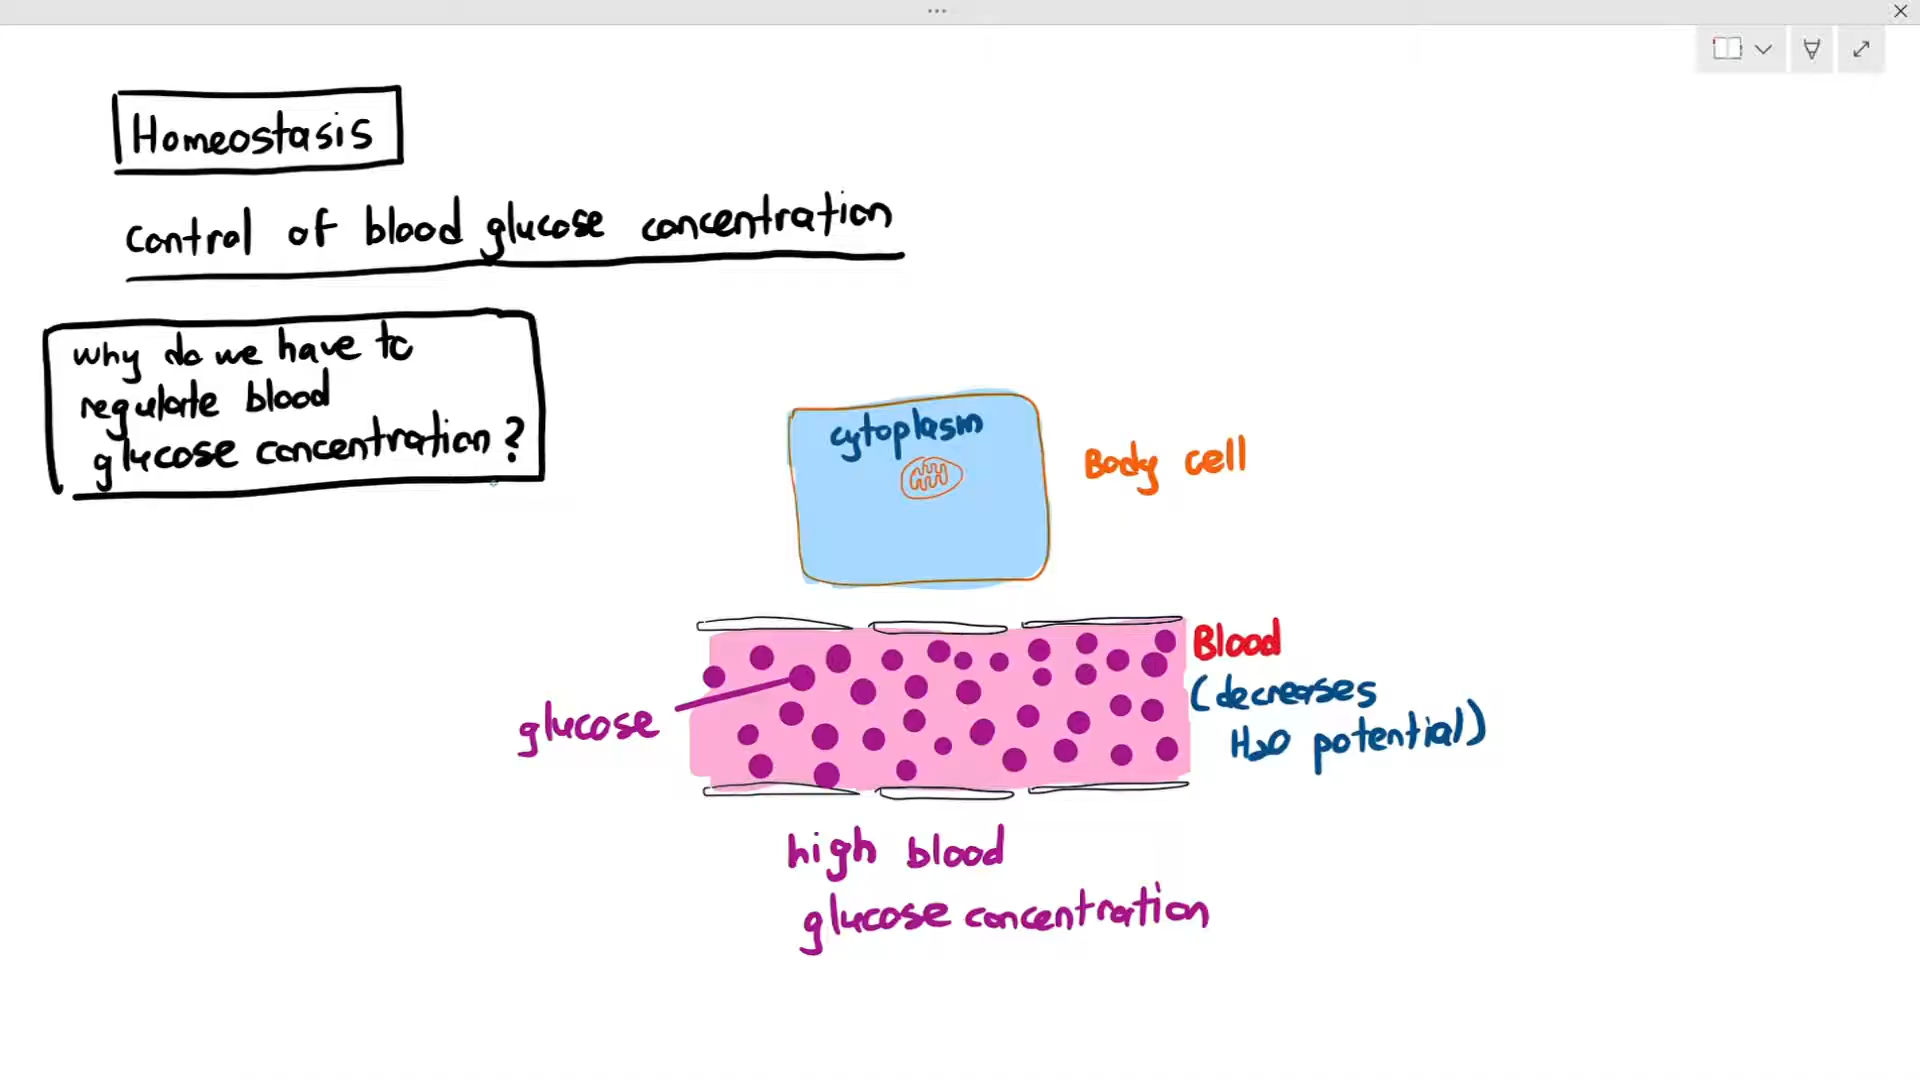 Homeostasis
control of blood glucose concentration
why do we have to
regulate blood
glucose concentration?
cytoplasm
Body cell
Blood
(decreases
H2O potential)
glucose
high blood
glucose concentration